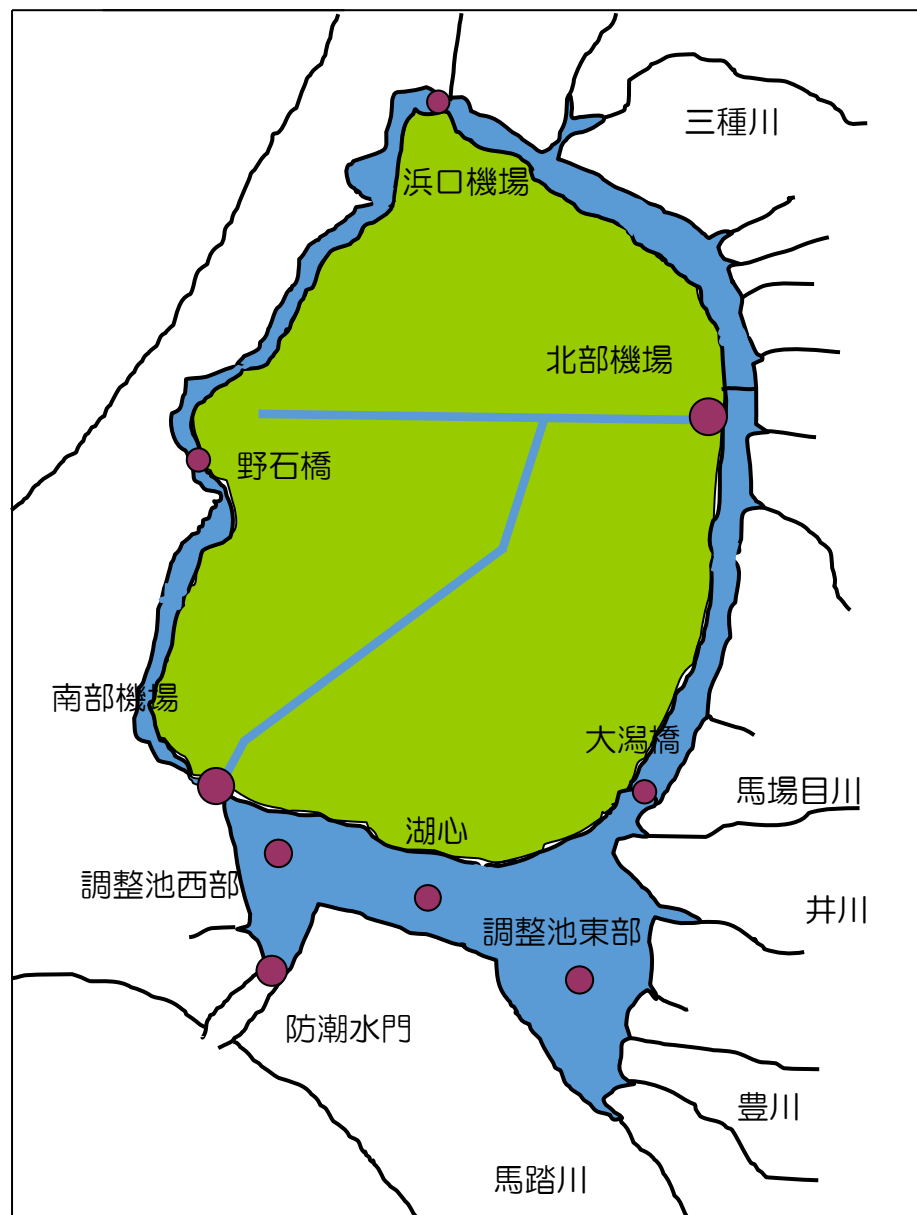 三種川
浜口機場
北部機場
野石橋
南部機場
大潟橋
馬場目川
湖心
調整池西部
井川
調整池東部
防潮水門
豊川
馬踏川